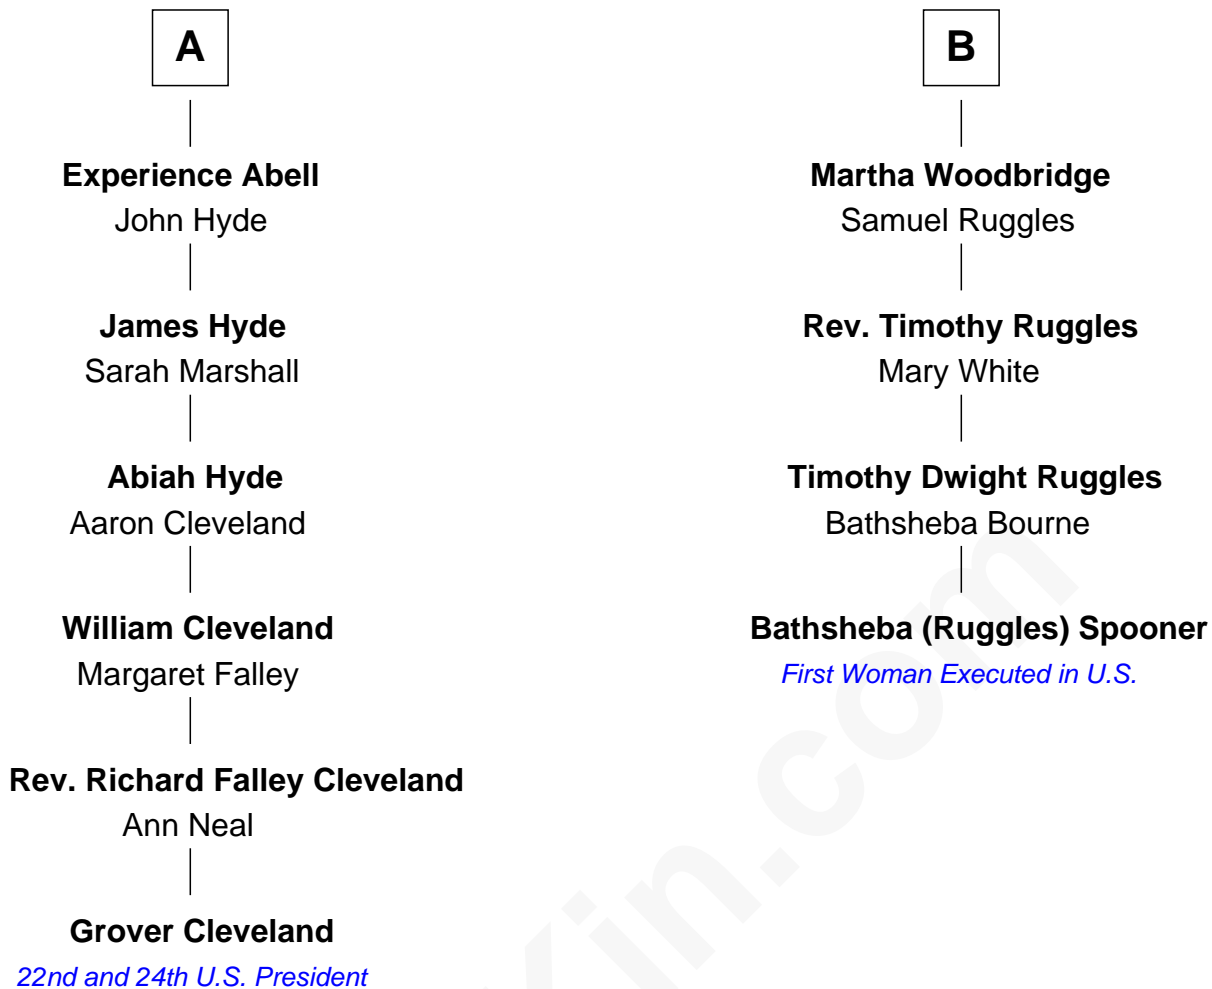 A
Experience Abell
John Hyde
James Hyde
Sarah Marshall
Abiah Hyde
Aaron Cleveland
William Cleveland
Margaret Falley
Rev. Richard Falley Cleveland
Ann Neal
Grover Cleveland
22nd and 24th U.S. President
B
Martha Woodbridge
Samuel Ruggles
Rev. Timothy Ruggles
Mary White
Timothy Dwight Ruggles
Bathsheba Bourne
Bathsheba (Ruggles) Spooner
First Woman Executed in U.S.
Kin.com